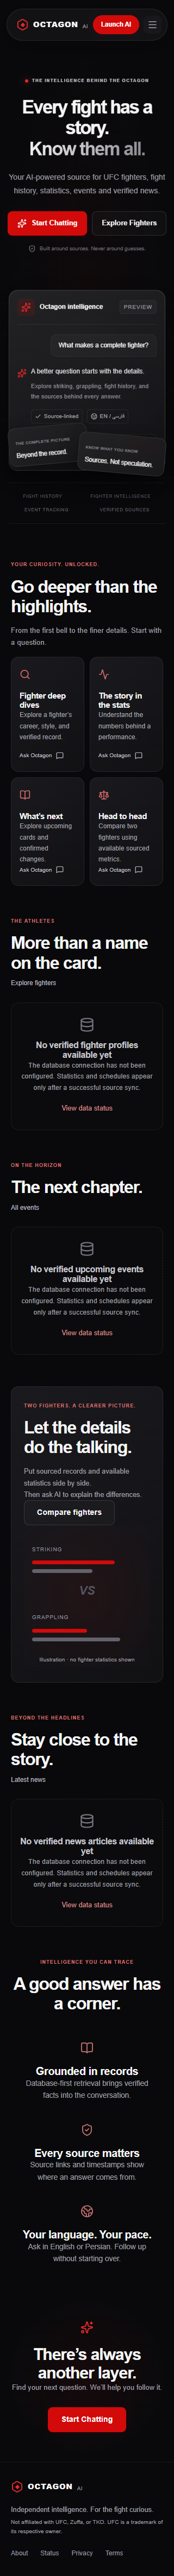 OCTAGON AI
Launch AI
THE INTELLIGENCE BEHIND THE OCTAGON
Every fight has a
story.
Know them all.
Your AI-powered source for UFC fighters, fight
history, statistics, events and verified news.
Start Chatting
Explore Fighters
Built around sources. Never around guesses.
Octagon intelligence
PREVIEW
What makes a complete fighter?
A better question starts with the details.
Explore striking, grappling, fight history, and
the sources behind every answer.
Source-linked
EN / فارسی
THE COMPLETE PICTURE
Beyond the record.
KNOW WHAT YOU KNOW
Sources. Not speculation.
FIGHT HISTORY
FIGHTER INTELLIGENCE
EVENT TRACKING
VERIFIED SOURCES
YOUR CURIOSITY. UNLOCKED.
Go deeper than the
highlights.
From the first bell to the finer details. Start with
a question.
Fighter deep
dives
Explore a fighter's
career, style, and
verified record.
Ask Octagon
The story in
the stats
Understand the
numbers behind a
performance.
Ask Octagon
What's next
Explore upcoming
cards and
confirmed
changes.
Ask Octagon
Head to head
Compare two
fighters using
available sourced
metrics.
Ask Octagon
THE ATHLETES
More than a name
on the card.
Explore fighters
No verified fighter profiles
available yet
The database connection has not been
configured. Statistics and schedules appear
only after a successful source sync.
View data status
ON THE HORIZON
The next chapter.
All events
No verified upcoming events
available yet
The database connection has not been
configured. Statistics and schedules appear
only after a successful source sync.
View data status
TWO FIGHTERS. A CLEARER PICTURE.
Let the details
do the talking.
Put sourced records and available
statistics side by side.
Then ask AI to explain the differences.
Compare fighters
STRIKING
VS
GRAPPLING
Illustration · no fighter statistics shown
BEYOND THE HEADLINES
Stay close to the
story.
Latest news
No verified news articles available
yet
The database connection has not been
configured. Statistics and schedules appear
only after a successful source sync.
View data status
INTELLIGENCE YOU CAN TRACE
A good answer has
a corner.
Grounded in records
Database-first retrieval brings verified
facts into the conversation.
Every source matters
Source links and timestamps show
where an answer comes from.
Your language. Your pace.
Ask in English or Persian. Follow up
without starting over.
There's always
another layer.
Find your next question. We'll help you follow it.
Start Chatting
OCTAGON AI
Independent intelligence. For the fight curious.
Not affiliated with UFC, Zuffa, or TKO. UFC is a trademark of
its respective owner.
About
Status
Privacy
Terms